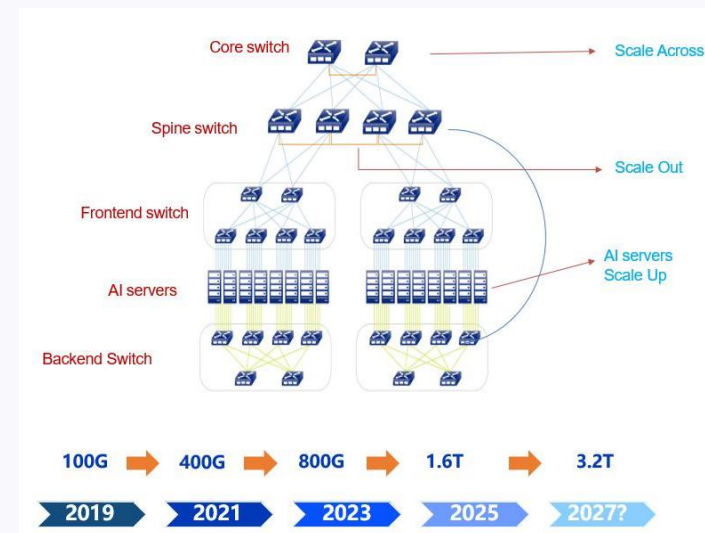 Core switch
Scale Across
Spine switch
Scale Out
Frontend switch
AI servers
Scale Up
AI servers
Backend Switch
100G
400G
800G
1.6T
3.2T
2019
2021
2023
2025
2027?